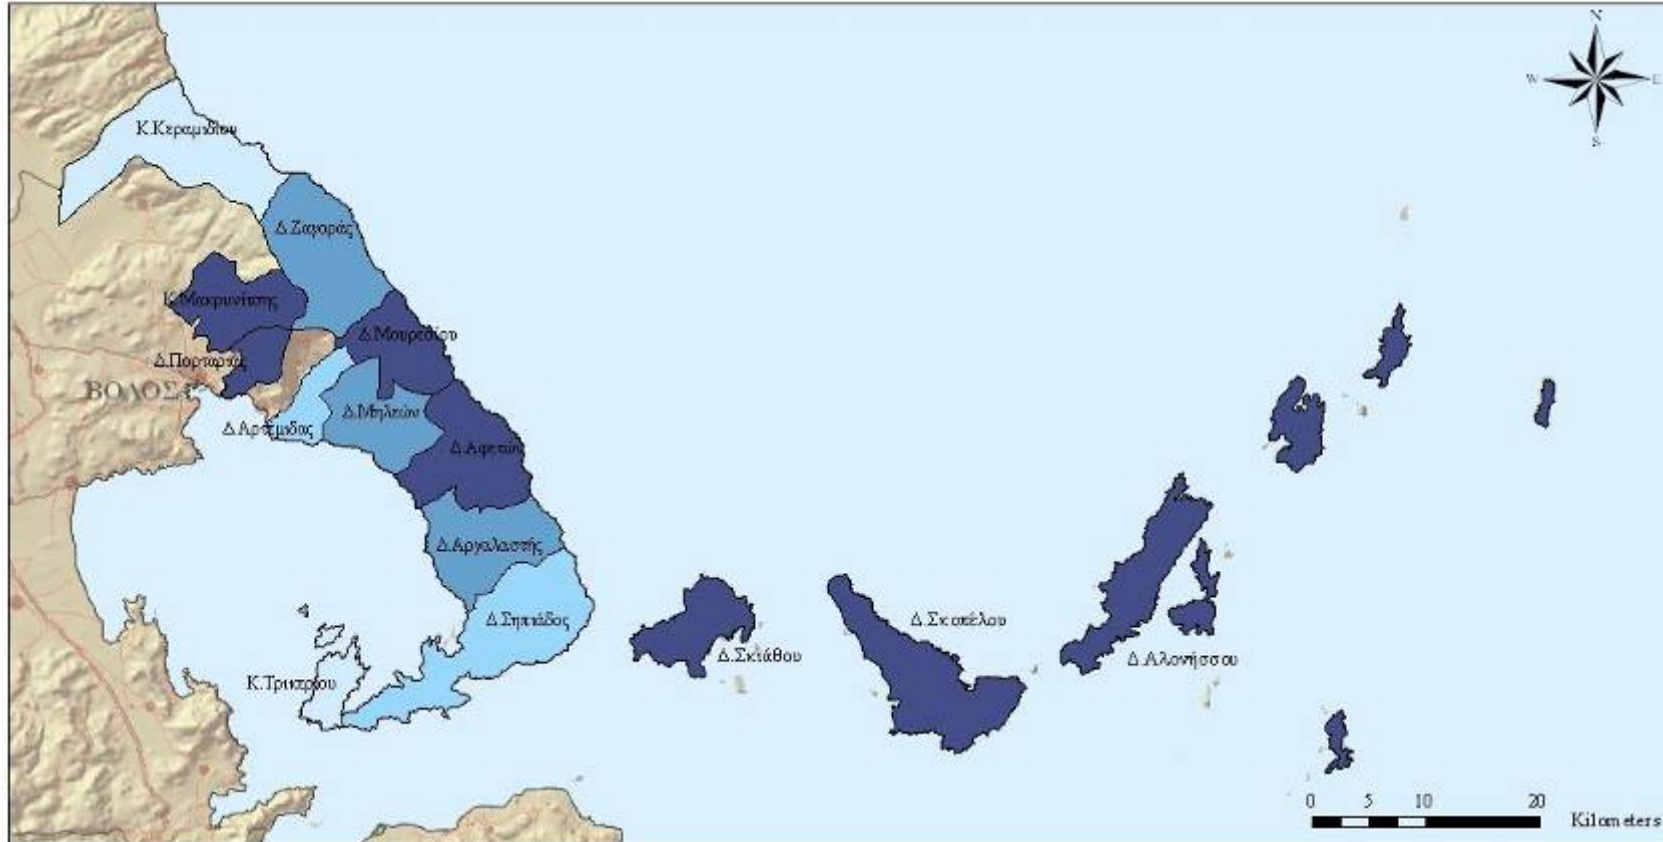 N
W E
S
Κ.Κεραμιδίου
Δ.Ζαγοράς
Κ.Μακρυνίτσης
Δ.Μουρεσίου
Δ.Πορταριάς
ΒΟΛΟΣ
Δ.Μηλεών
Δ.Αρτέμιδας
Δ.Αφετών
Δ.Αργαλαστής
Δ.Σηπιάδος
Δ.Σκοπέλου
Δ.Σκιάθου
Δ.Αλοννήσου
Κ.Τρικερίου
0 5 10 20
Kilometers